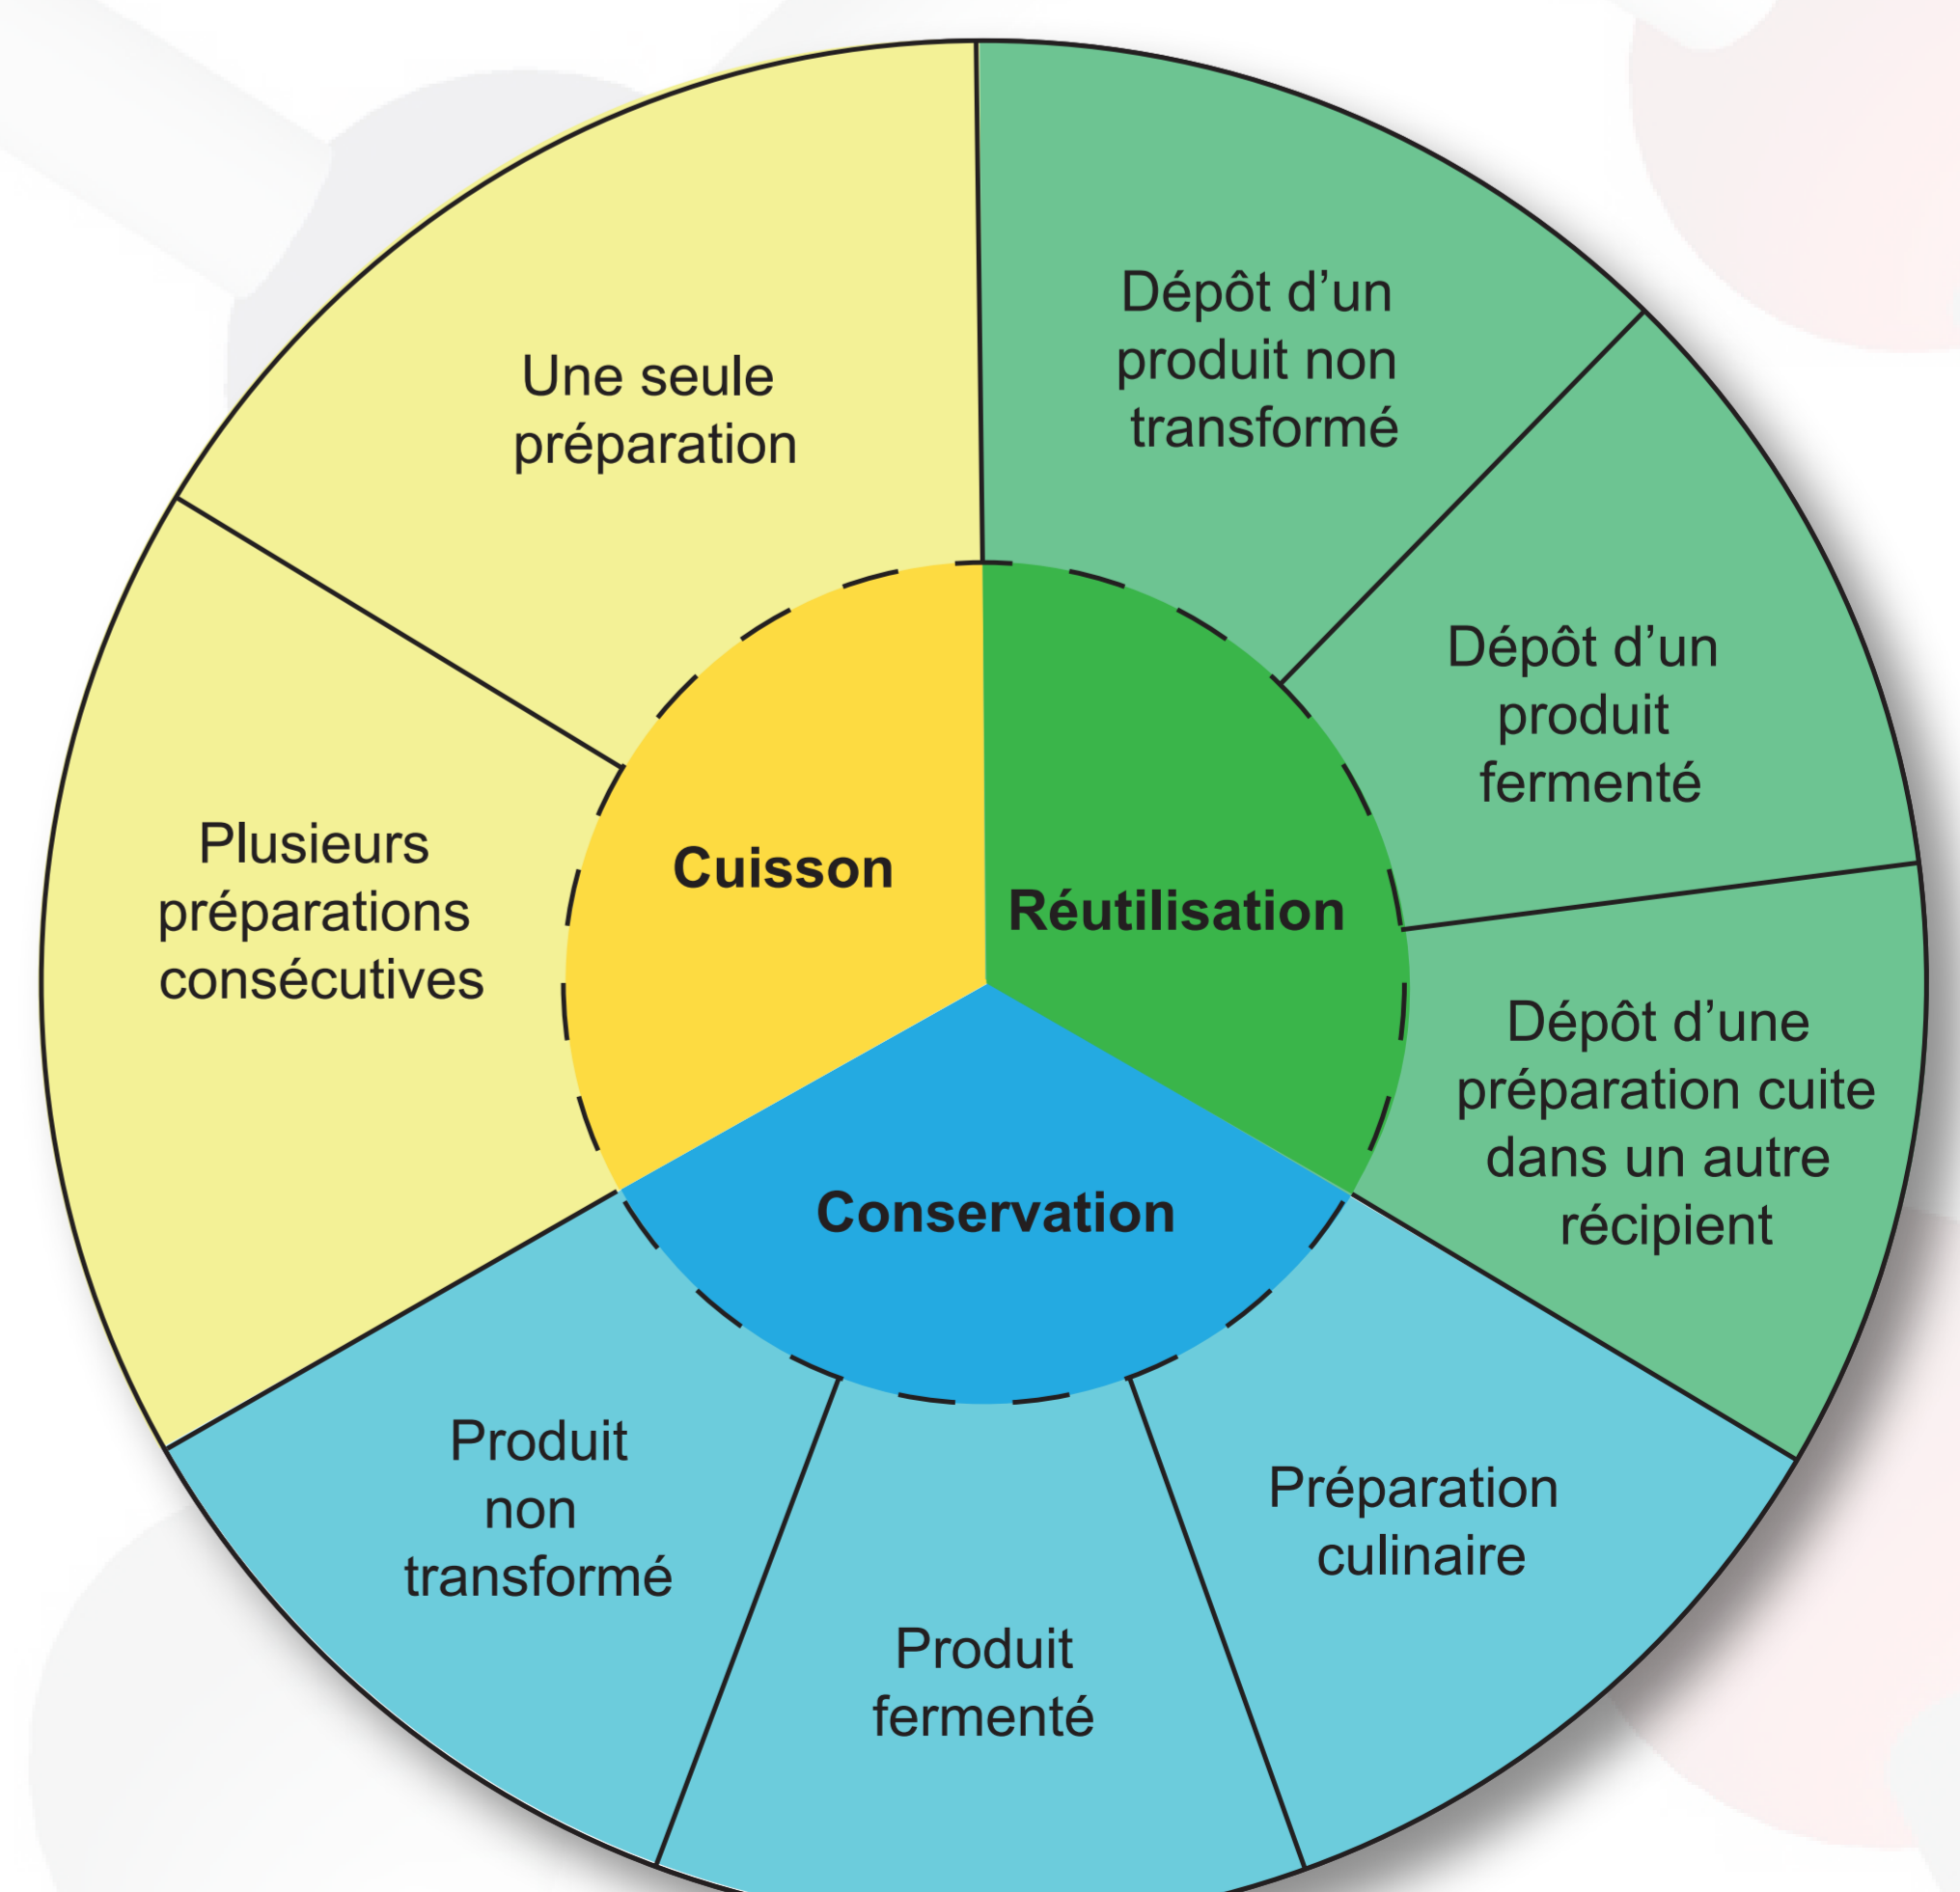 Une seule
préparation
Plusieurs
préparations
consécutives
Cuisson
Dépôt d’un
produit non
transformé
Dépôt d’un
produit
fermenté
Dépôt d’une
préparation cuite
dans un autre
récipient
Réutilisation
Conservation
Produit
non
transformé
Produit
fermenté
Préparation
culinaire